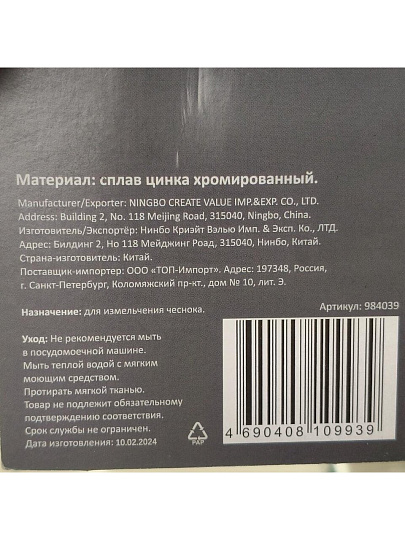 Материал: сплав цинка хромированный.
Manufacturer/Exporter: NINGBO CREATE VALUE IMP.&EXP. CO., LTD.
Address: Building 2, No. 118 Meijing Road, 315040, Ningbo, China.
Изготовитель/Экспортёр: Нинбо Криэйт Вэлью Имп. & Эксп. Ко., ЛТД.
Адрес: Билдинг 2, Но 118 Мейджинг Роад, 315040, Нинбо, Китай.
Страна-изготовитель: Китай.
Поставщик-импортер: ООО «ТОП-Импорт». Адрес: 197348, Россия,
г. Санкт-Петербург, Коломяжский пр-кт., дом № 10, лит. Э.
Артикул: 984039
Назначение: для измельчения чеснока.
Уход: Не рекомендуется мыть
в посудомоечной машине.
Мыть теплой водой с мягким
моющим средством.
Протирать мягкой тканью.
Товар не подлежит обязательному
подтверждению соответствия.
Срок службы не ограничен.
Дата изготовления: 10.02.2024
PAP
4 690408 109939